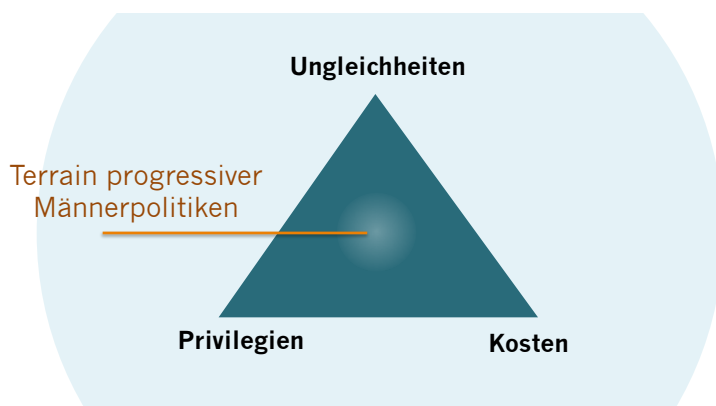 Ungleichheiten
Terrain progressiver
Männerpolitiken
Privilegien
Kosten